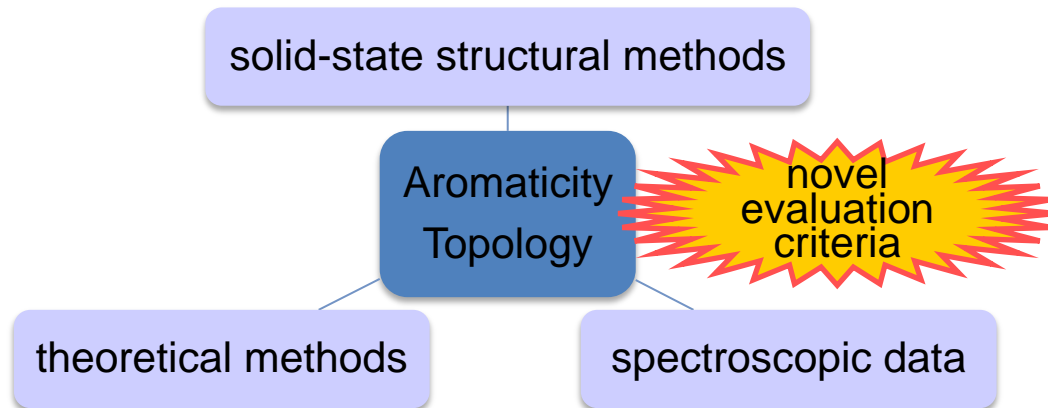 solid-state structural methods
Aromaticity
Topology
novel
evaluation
criteria
theoretical methods
spectroscopic data